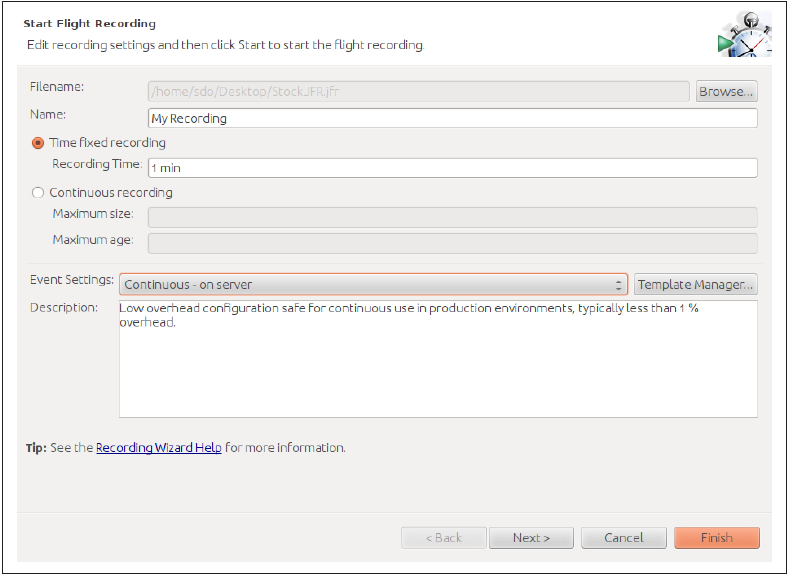 Start Flight Recording
Edit recording settings and then click Start to start the flight recording.
Filename: /home/sdo/Desktop/StockJFR.jfr Browse...
Name: My Recording
Time fixed recording
Recording Time: 1 min
Continuous recording
Maximum size:
Maximum age:
Event Settings: Continuous - on server Template Manager...
Description: Low overhead configuration safe for continuous use in production environments, typically less than 1 %
overhead.
Tip: See the Recording Wizard Help for more information.
< Back Next > Cancel Finish